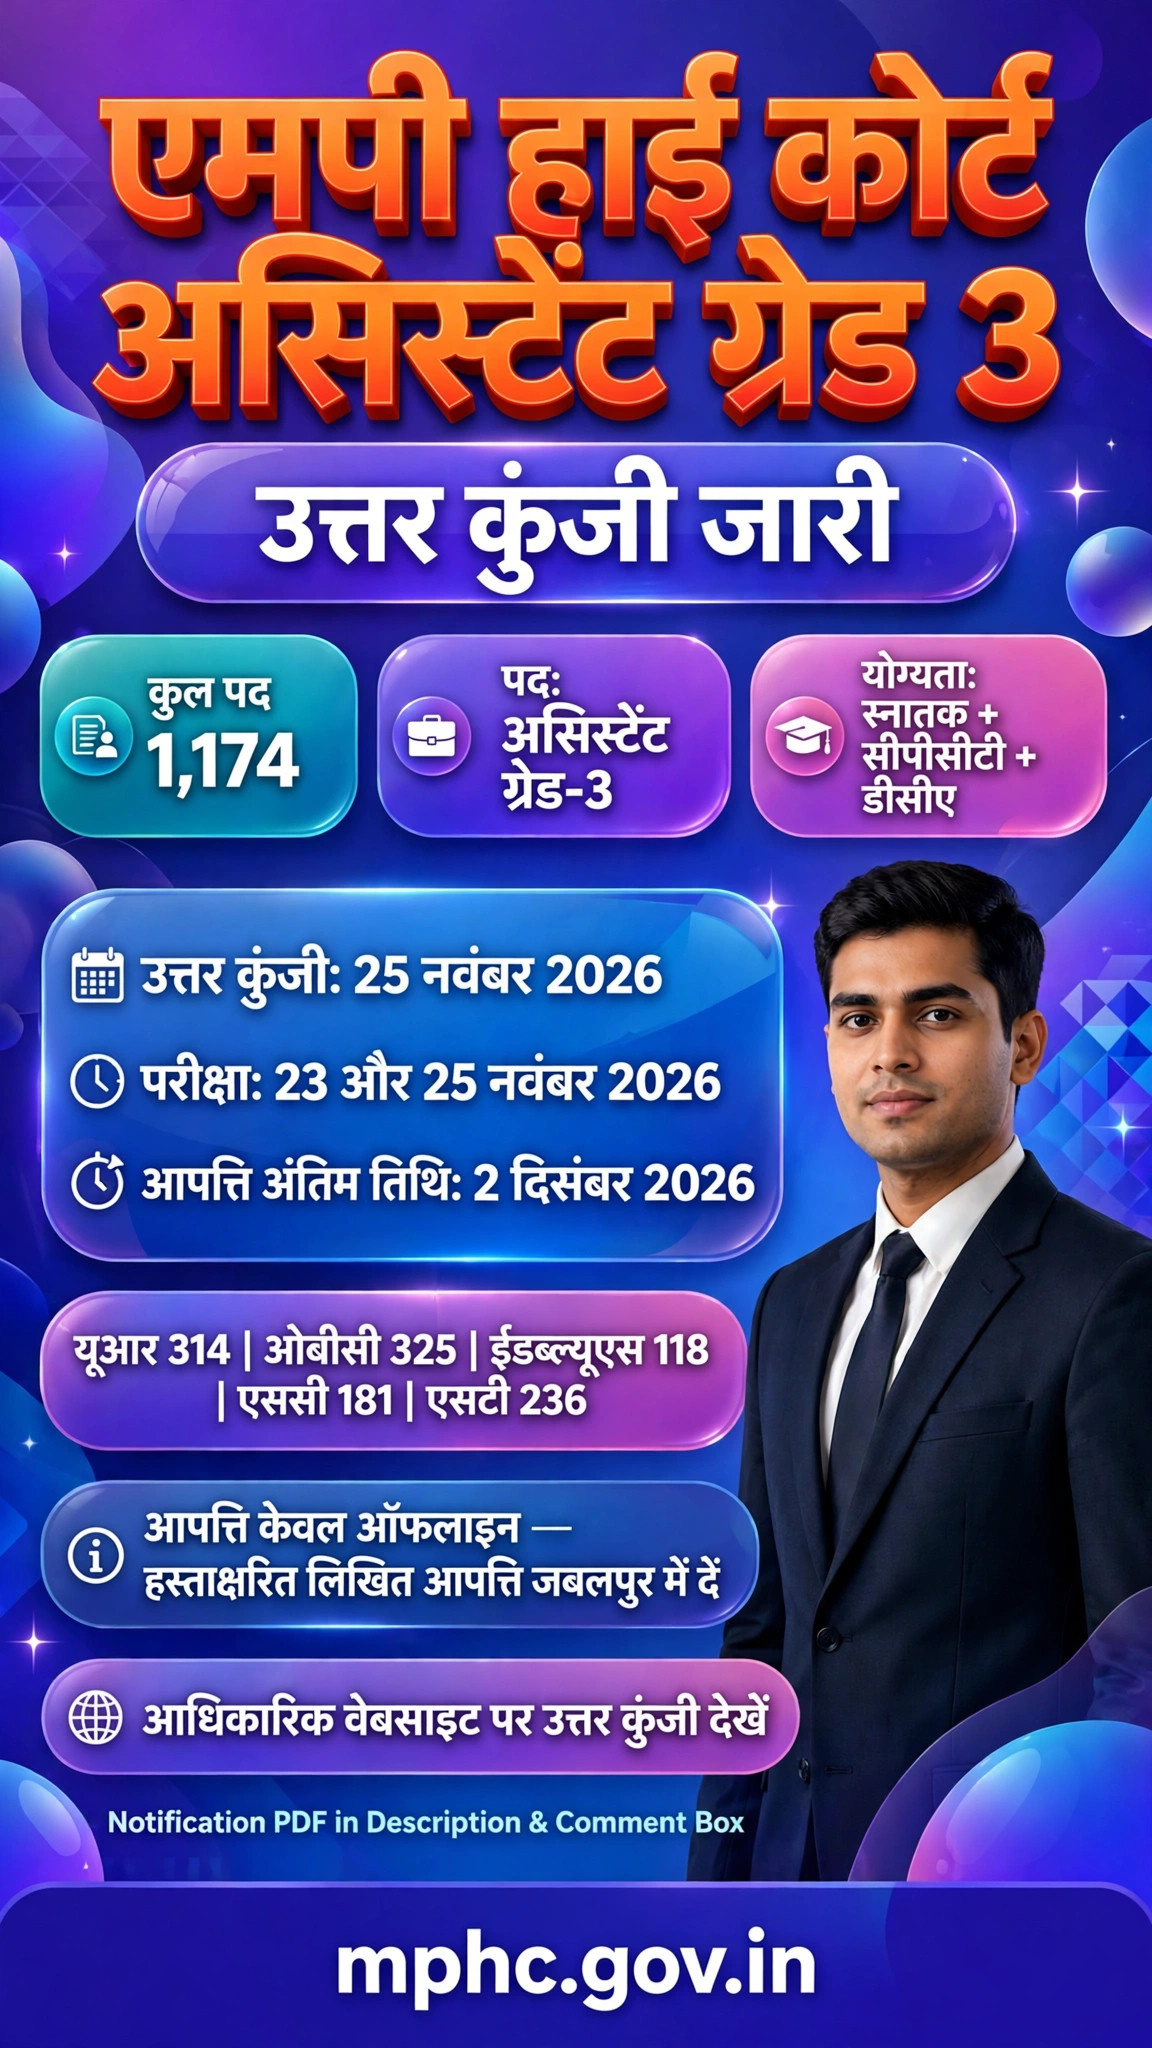 एमपी हाई कोर्ट
असिस्टेंट ग्रेड 3
उत्तर कुंजी जारी
कुल पद
1,174
पद:
असिस्टेंट
ग्रेड-3
योग्यता:
स्नातक +
सीपीसीटी +
डीसीए
उत्तर कुंजी: 25 नवंबर 2026
परीक्षा: 23 और 25 नवंबर 2026
आपत्ति अंतिम तिथि: 2 दिसंबर 2026
यूआर 314 | ओबीसी 325 | ईडब्ल्यूएस 118
| एससी 181 | एसटी 236
आपत्ति केवल ऑफलाइन —
हस्ताक्षरित लिखित आपत्ति जबलपुर में दें
आधिकारिक वेबसाइट पर उत्तर कुंजी देखें
Notification PDF in Description & Comment Box
mphc.gov.in